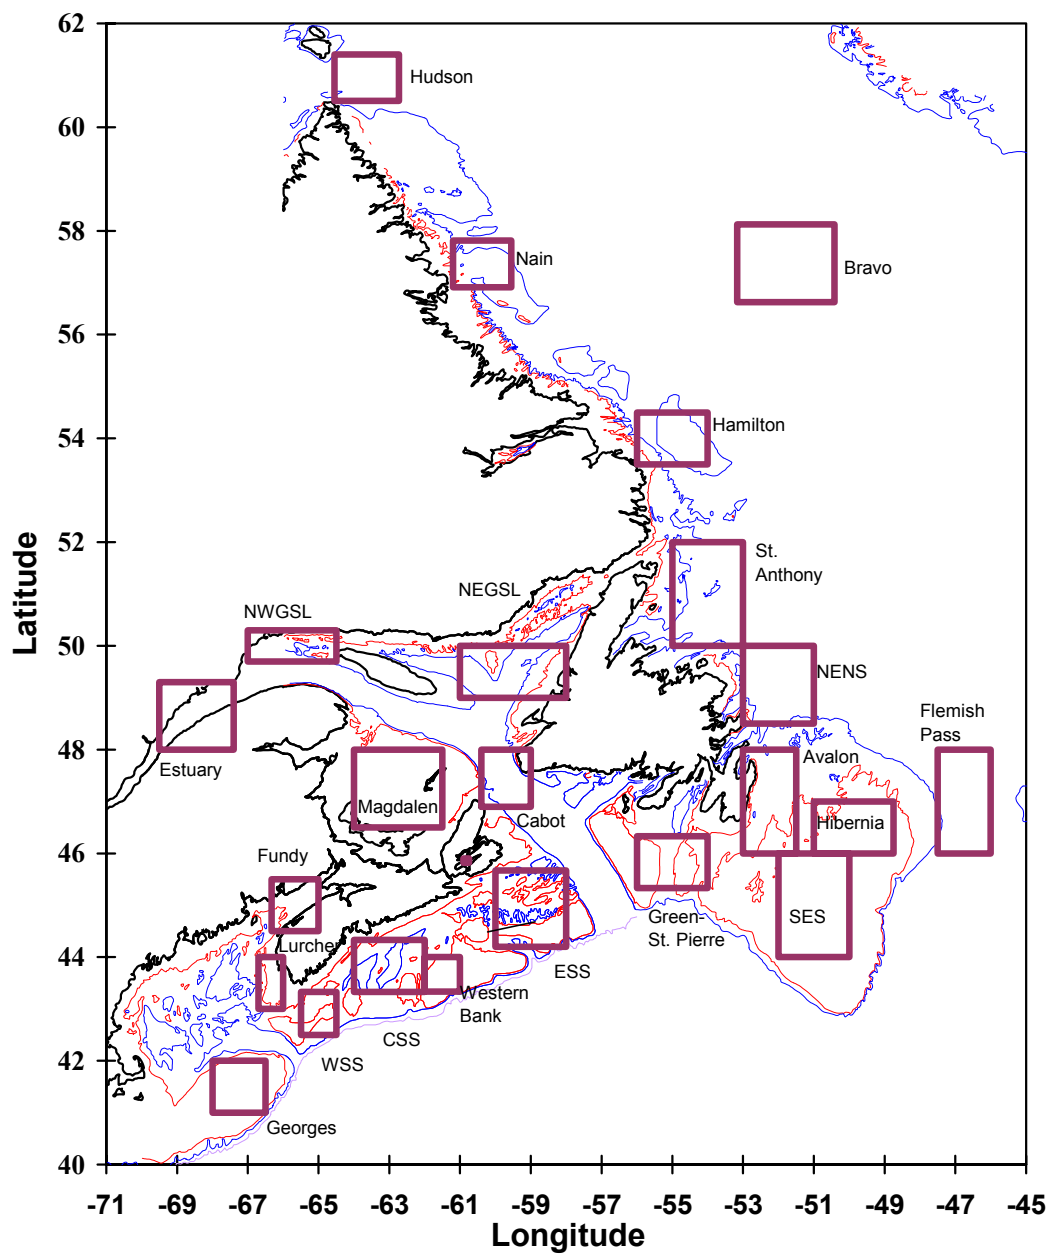 62
Hudson
60
58
Nain
Bravo
56
54
Hamilton
52
St.
Anthony
NEGSL
NWGSL
50
NENS
Flemish
Pass
48
Estuary
Avalon
Magdalen
Cabot
Hibernia
46
Fundy
Green-
St. Pierre
SES
Lurcher
44
ESS
Western
Bank
CSS
WSS
42
Georges
40
-71 -69 -67 -65 -63 -61 -59 -57 -55 -53 -51 -49 -47 -45
Longitude
Latitude